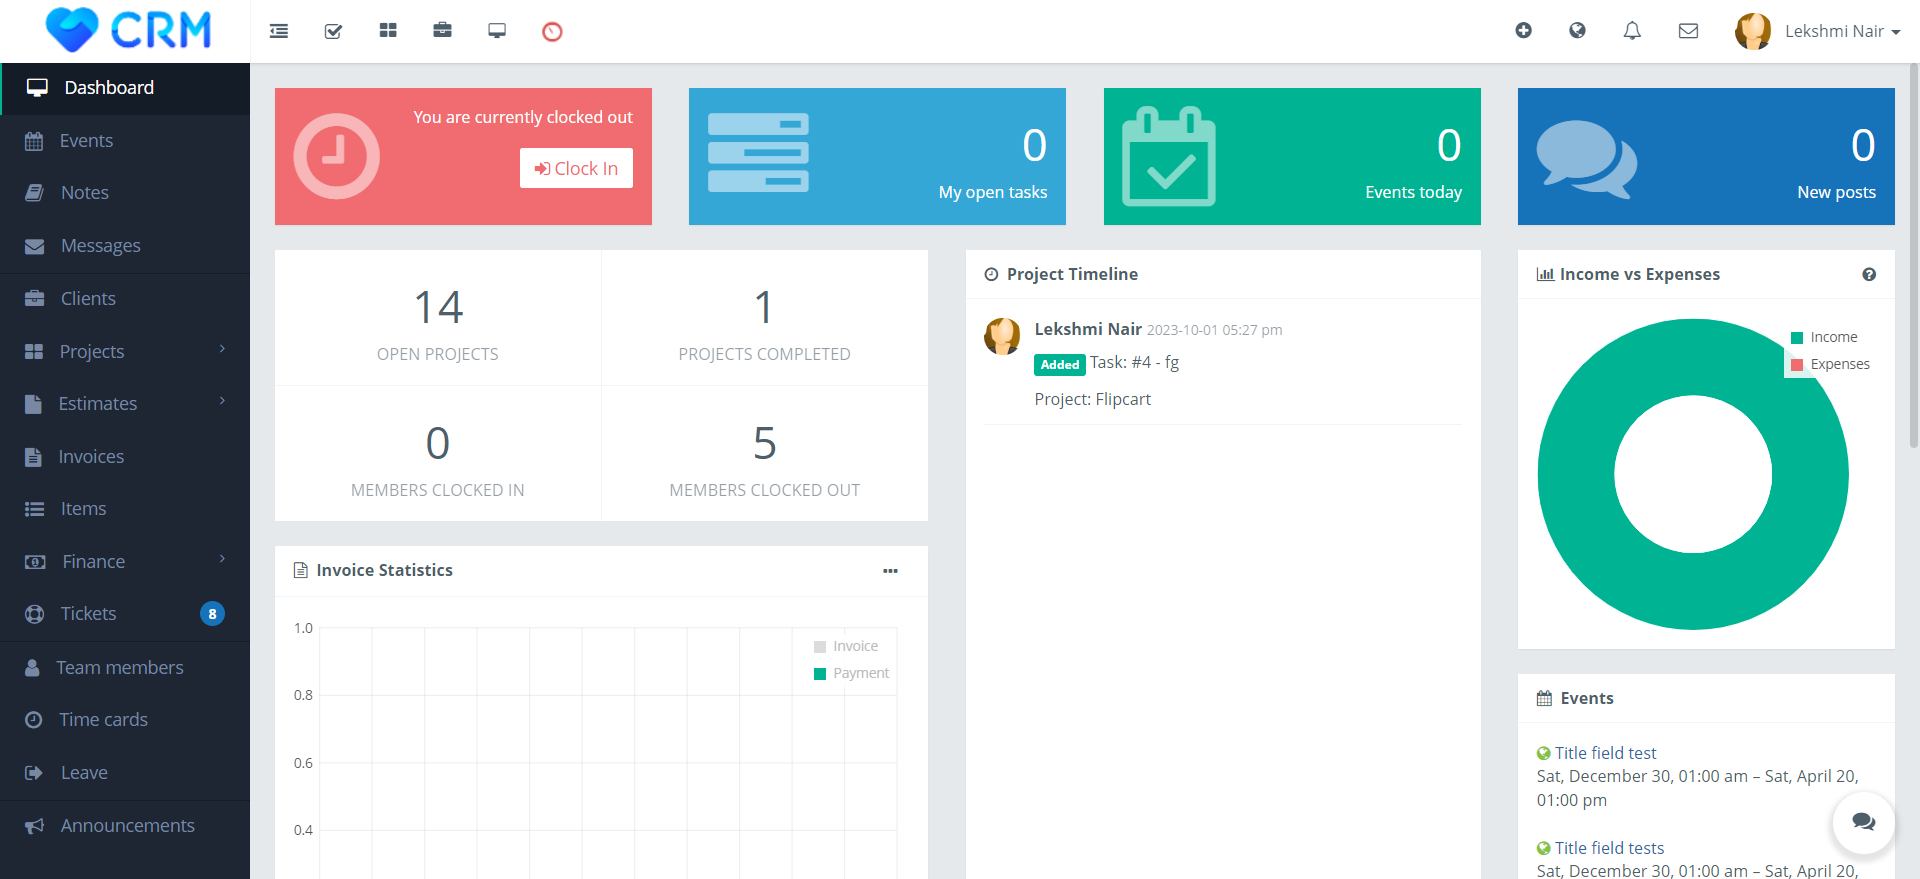 CRM
Lekshmi Nair
Dashboard
Events
Notes
Messages
Clients
Projects
Estimates
Invoices
Items
Finance
Tickets 8
Team members
Time cards
Leave
Announcements
You are currently clocked out
Clock In
0
My open tasks
0
Events today
0
New posts
14
OPEN PROJECTS
1
PROJECTS COMPLETED
0
MEMBERS CLOCKED IN
5
MEMBERS CLOCKED OUT
Invoice Statistics
1.0
0.8
0.6
0.4
Invoice
Payment
Project Timeline
Lekshmi Nair 2023-10-01 05:27 pm
Added Task: #4 - fg
Project: Flipcart
Income vs Expenses
Income
Expenses
Events
Title field test
Sat, December 30, 01:00 am – Sat, April 20,
01:00 pm
Title field tests
Sat, December 30, 01:00 am – Sat, April 20,